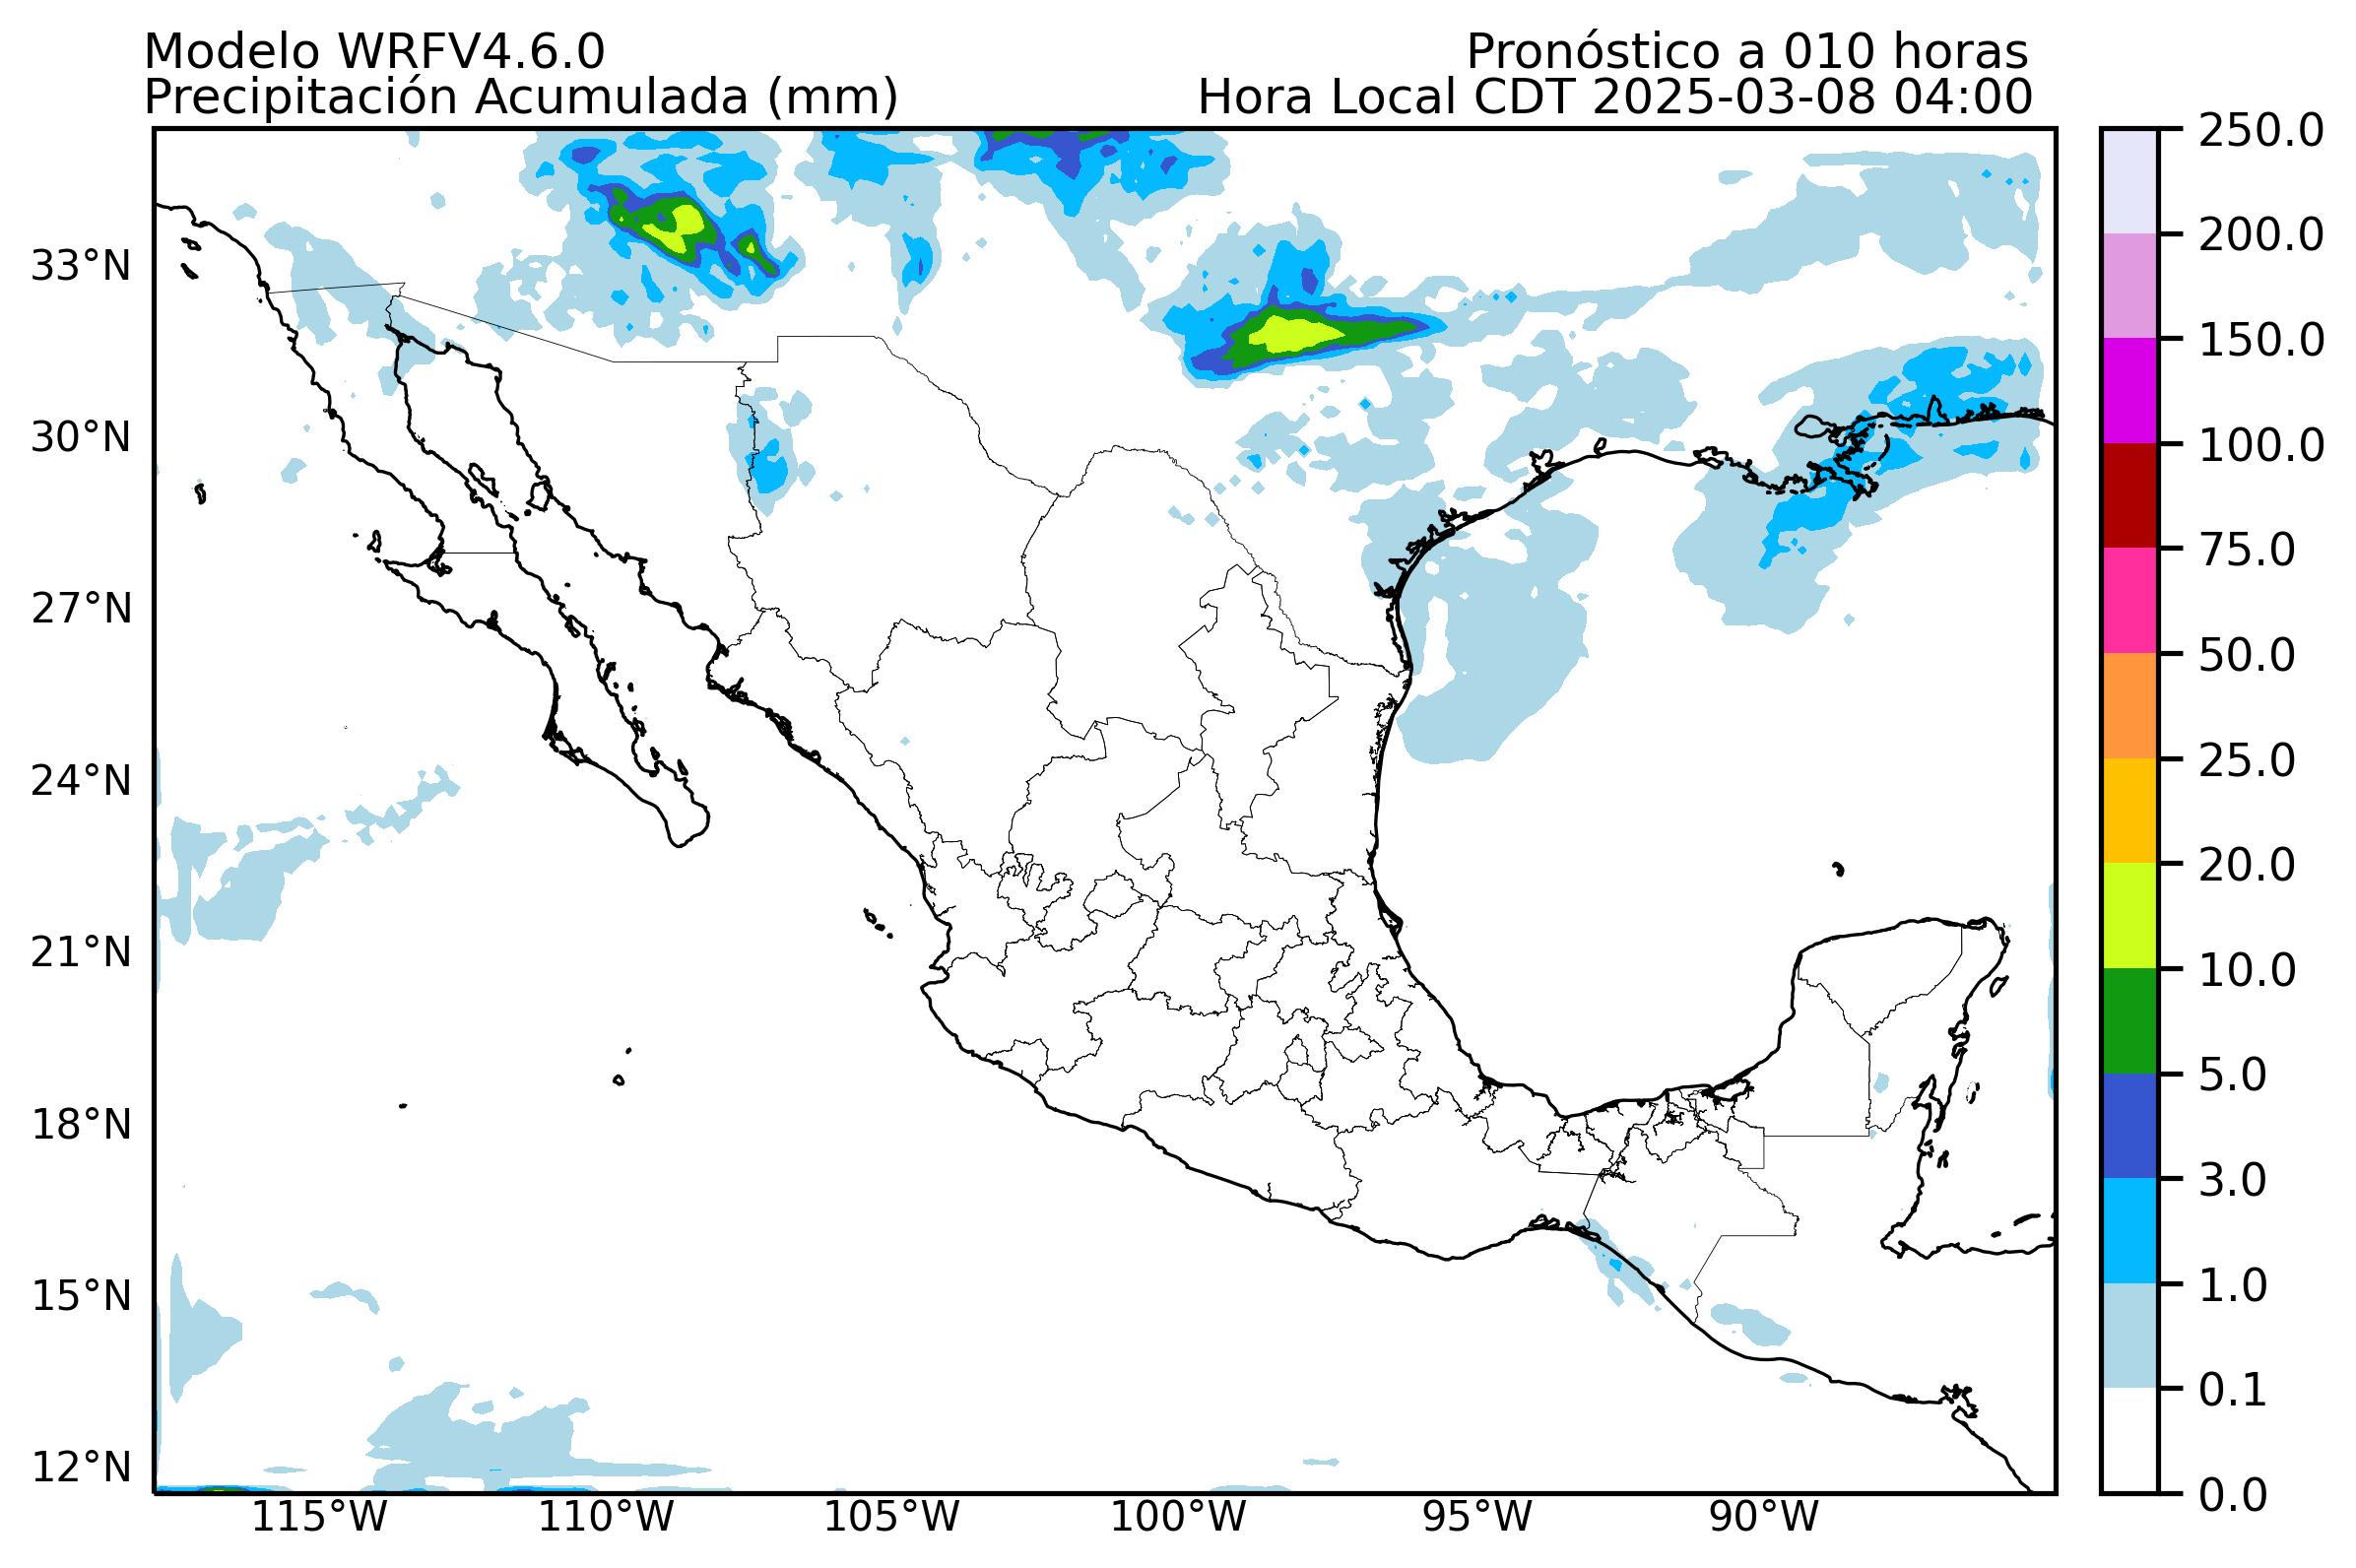 Modelo WRFV4.6.0
Pronóstico a 010 horas
Precipitación Acumulada (mm)
Hora Local CDT 2025-03-08 04:00
33°N
30°N
27°N
24°N
21°N
18°N
15°N
12°N
115°W
110°W
105°W
100°W
95°W
90°W
250.0
200.0
150.0
100.0
75.0
50.0
25.0
20.0
10.0
5.0
3.0
1.0
0.1
0.0